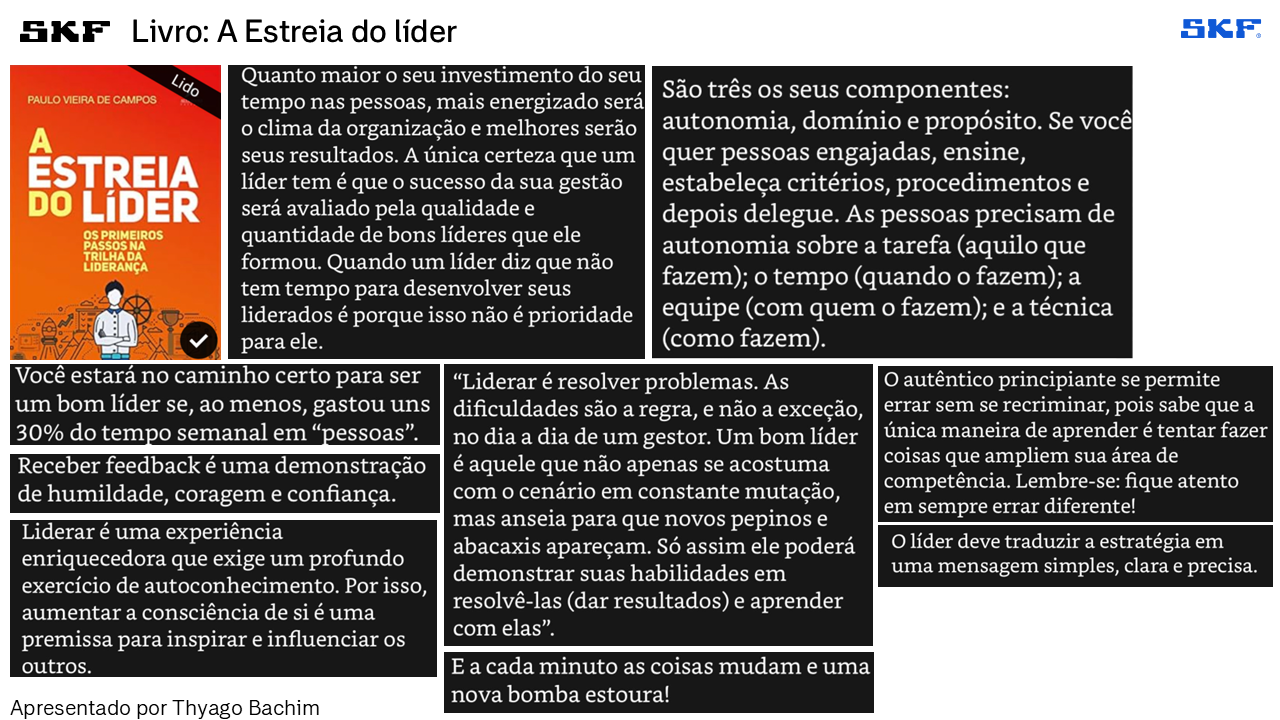 SKF Livro: A Estreia do líder
SKF
Lido
PAULO VIEIRA DE CAMPOS
A
ESTREIA
DO LÍDER
OS PRIMEIROS
PASSOS NA
TRILHA DA
LIDERANÇA
Quanto maior o seu investimento do seu
tempo nas pessoas, mais energizado será
o clima da organização e melhores serão
seus resultados. A única certeza que um
líder tem é que o sucesso da sua gestão
será avaliado pela qualidade e
quantidade de bons líderes que ele
formou. Quando um líder diz que não
tem tempo para desenvolver seus
liderados é porque isso não é prioridade
para ele.
São três os seus componentes:
autonomia, domínio e propósito. Se você
quer pessoas engajadas, ensine,
estabeleça critérios, procedimentos e
depois delegue. As pessoas precisam de
autonomia sobre a tarefa (aquilo que
fazem); o tempo (quando o fazem); a
equipe (com quem o fazem); e a técnica
(como fazem).
Você estará no caminho certo para ser
um bom líder se, ao menos, gastou uns
30% do tempo semanal em “pessoas”.
Receber feedback é uma demonstração
de humildade, coragem e confiança.
Liderar é uma experiência
enriquecedora que exige um profundo
exercício de autoconhecimento. Por isso,
aumentar a consciência de si é uma
premissa para inspirar e influenciar os
outros.
“Liderar é resolver problemas. As
dificuldades são a regra, e não a exceção,
no dia a dia de um gestor. Um bom líder
é aquele que não apenas se acostuma
com o cenário em constante mutação,
mas anseia para que novos pepinos e
abacaxis apareçam. Só assim ele poderá
demonstrar suas habilidades em
resolvê-las (dar resultados) e aprender
com elas”.
E a cada minuto as coisas mudam e uma
nova bomba estoura!
O autêntico principiante se permite
errar sem se recriminar, pois sabe que a
única maneira de aprender é tentar fazer
coisas que ampliem sua área de
competência. Lembre-se: fique atento
em sempre errar diferente!
O líder deve traduzir a estratégia em
uma mensagem simples, clara e precisa.
Apresentado por Thyago Bachim